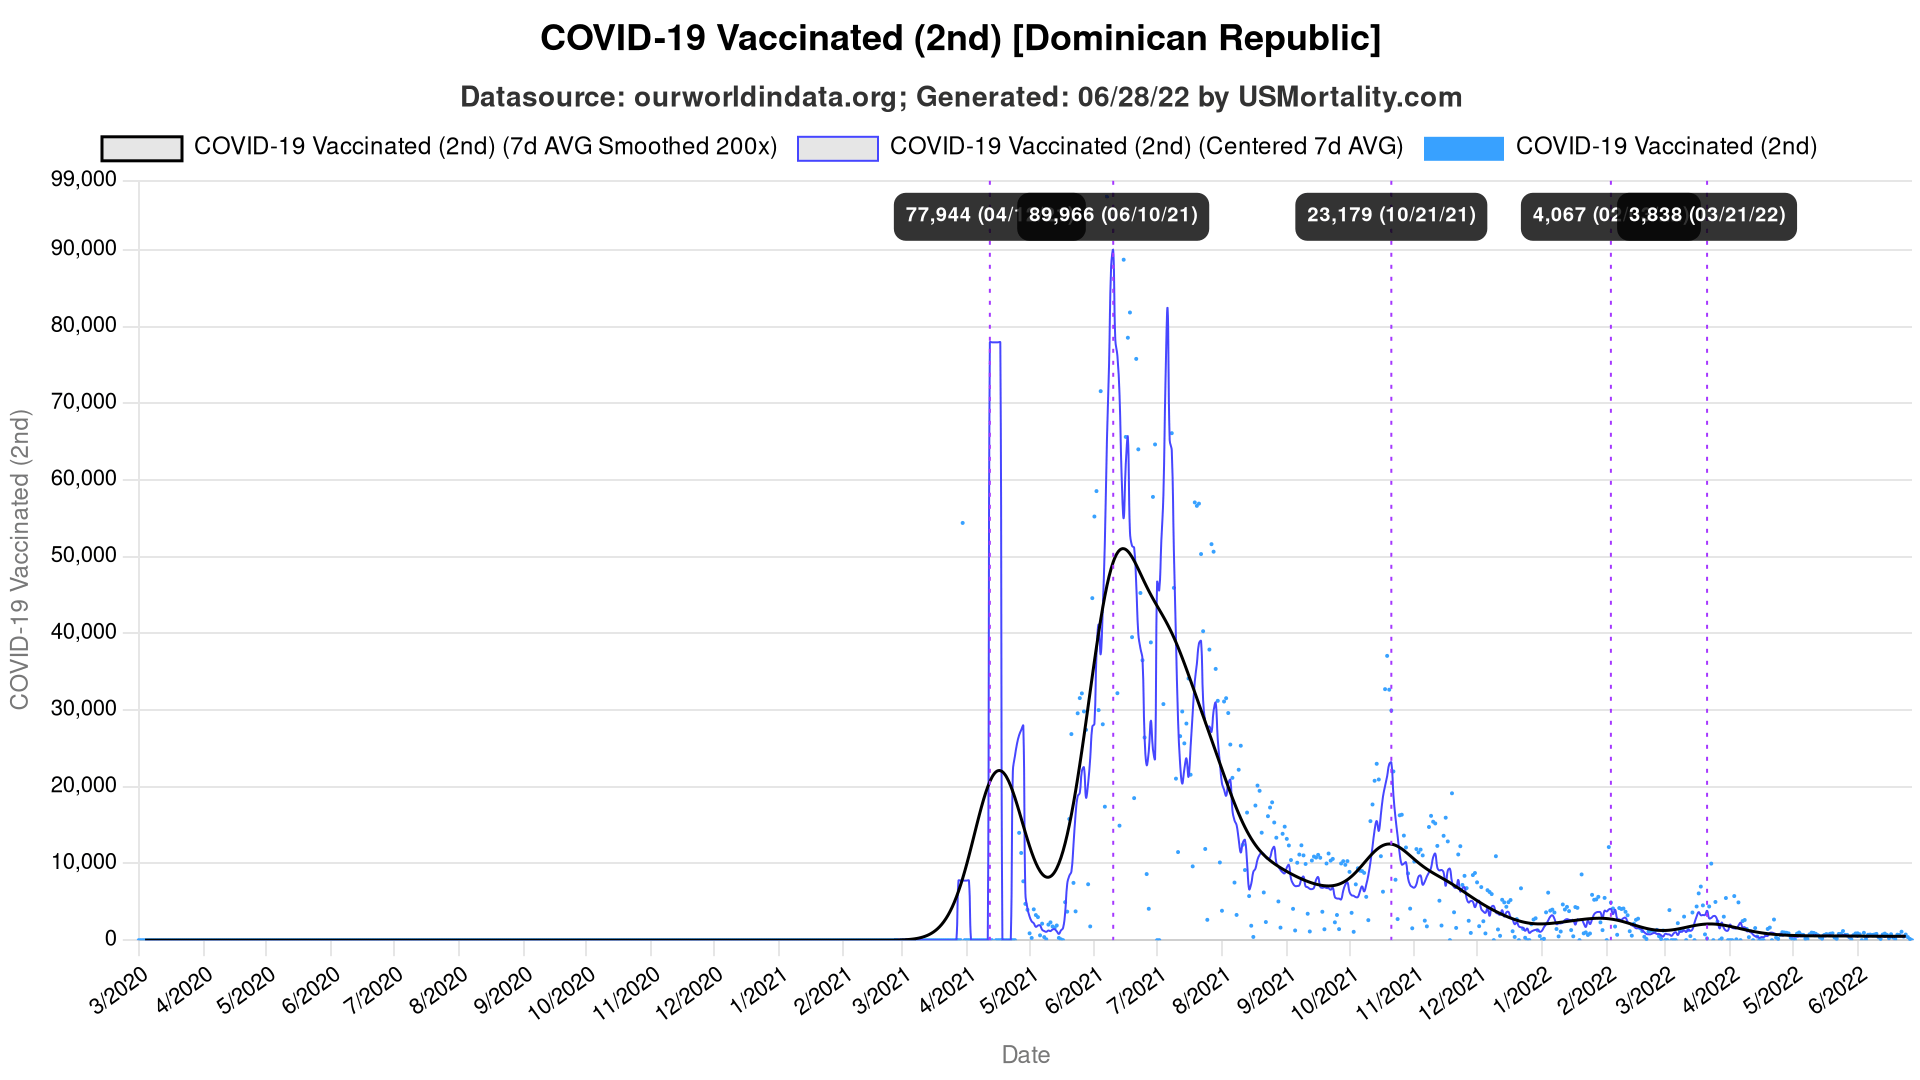 COVID-19 Vaccinated (2nd) [Dominican Republic]
Datasource: ourworldindata.org; Generated: 06/28/22 by USMortality.com
COVID-19 Vaccinated (2nd) (7d AVG Smoothed 200x) COVID-19 Vaccinated (2nd) (Centered 7d AVG) COVID-19 Vaccinated (2nd)
77,944 (04/ 89,966 (06/10/21) 23,179 (10/21/21) 4,067 (02 3,838 (03/21/22)
99,000
90,000
80,000
70,000
60,000
50,000
40,000
30,000
20,000
10,000
0
COVID-19 Vaccinated (2nd)
3/2020 4/2020 5/2020 6/2020 7/2020 8/2020 9/2020 10/2020 11/2020 12/2020 1/2021 2/2021 3/2021 4/2021 5/2021 6/2021 7/2021 8/2021 9/2021 10/2021 11/2021 12/2021 1/2022 2/2022 3/2022 4/2022 5/2022 6/2022
Date